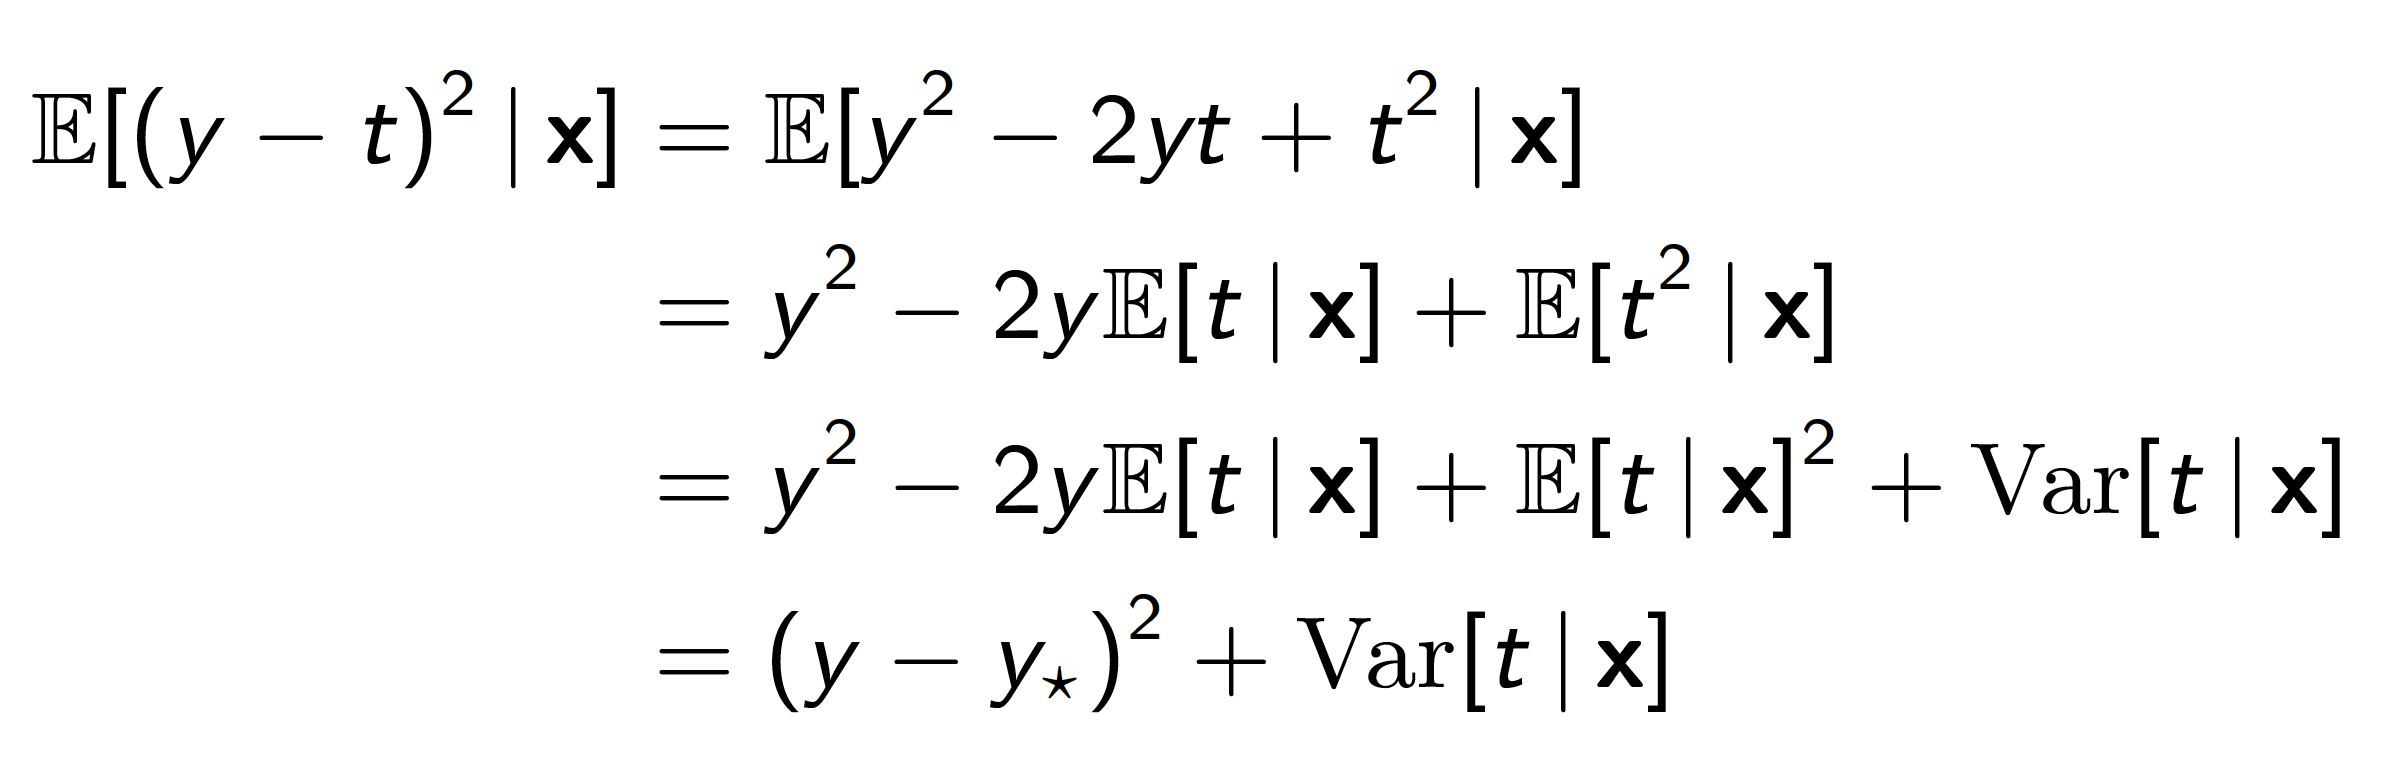 𝔼[(y − t)² | 𝐱] = 𝔼[y² − 2yt + t² | 𝐱]
= y² − 2y𝔼[t | 𝐱] + 𝔼[t² | 𝐱]
= y² − 2y𝔼[t | 𝐱] + 𝔼[t | 𝐱]² + Var[t | 𝐱]
= (y − y⋆)² + Var[t | 𝐱]